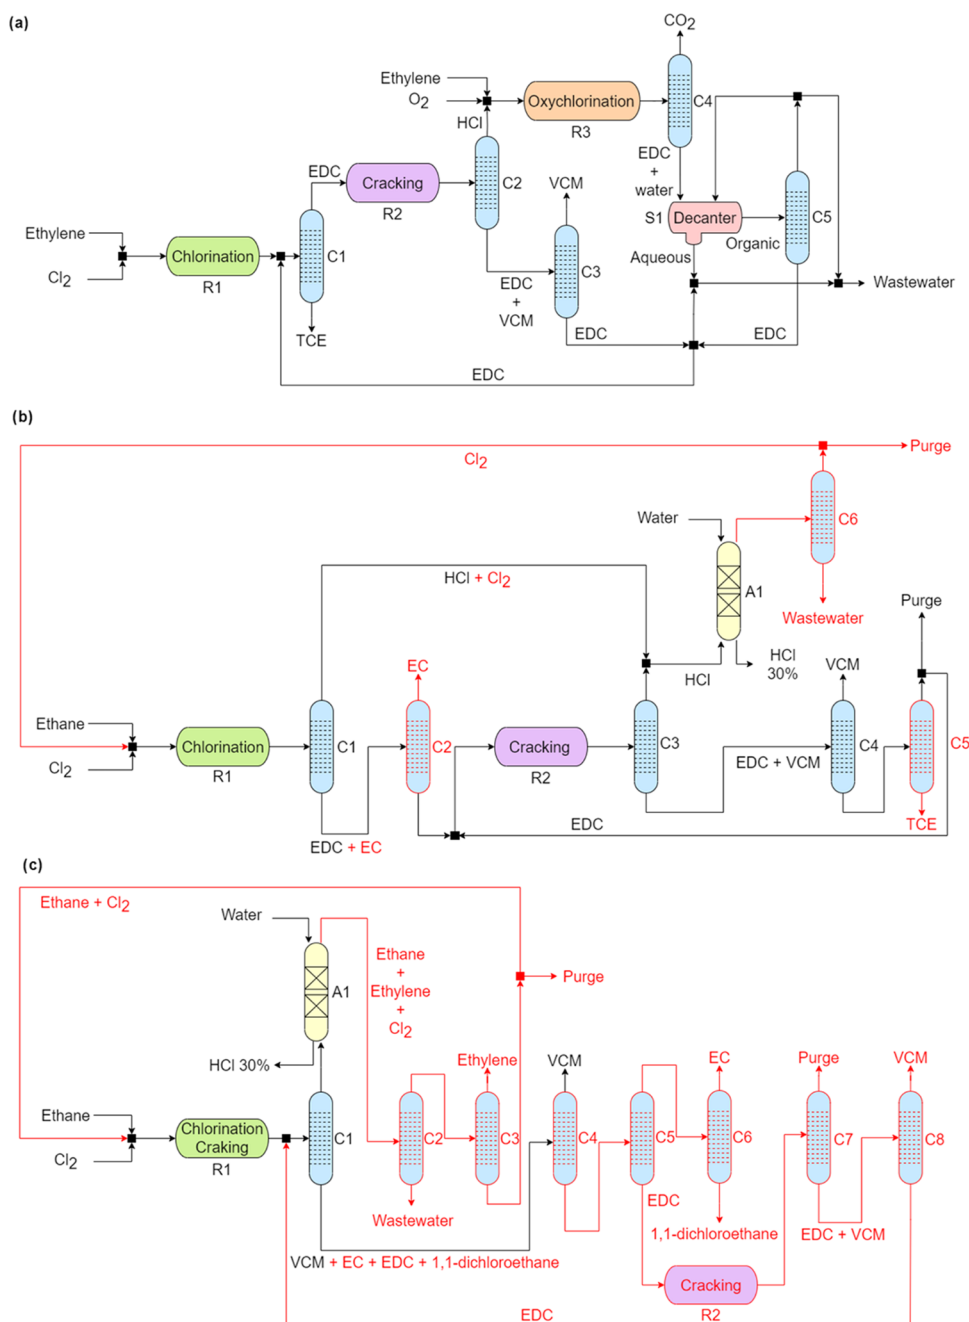 (a)
CO2
Ethylene
O2
HCl
Oxychlorination
R3
C4
EDC
+
water
EDC
Cracking
R2
C2
VCM
S1
Decanter
C5
Organic
Aqueous
Ethylene
Cl2
Chlorination
R1
C1
TCE
C3
EDC
+
VCM
Wastewater
EDC
EDC
EDC
(b)
Cl2
Purge
Water
C6
HCl + Cl2
A1
Wastewater
Purge
HCl
30%
HCl
VCM
EC
Ethane
Cl2
Chlorination
R1
C1
C2
Cracking
R2
C3
EDC + VCM
C4
C5
EDC
TCE
EDC + EC
(c)
Ethane + Cl2
Water
A1
Ethane
+
Ethylene
+
Cl2
Purge
HCl 30%
Ethylene
VCM
EC
Purge
VCM
Ethane
Cl2
Chlorination
Craking
R1
C1
C2
C3
C4
C5
C6
C7
C8
Wastewater
EDC
1,1-dichloroethane
EDC + VCM
VCM + EC + EDC + 1,1-dichloroethane
Cracking
R2
EDC